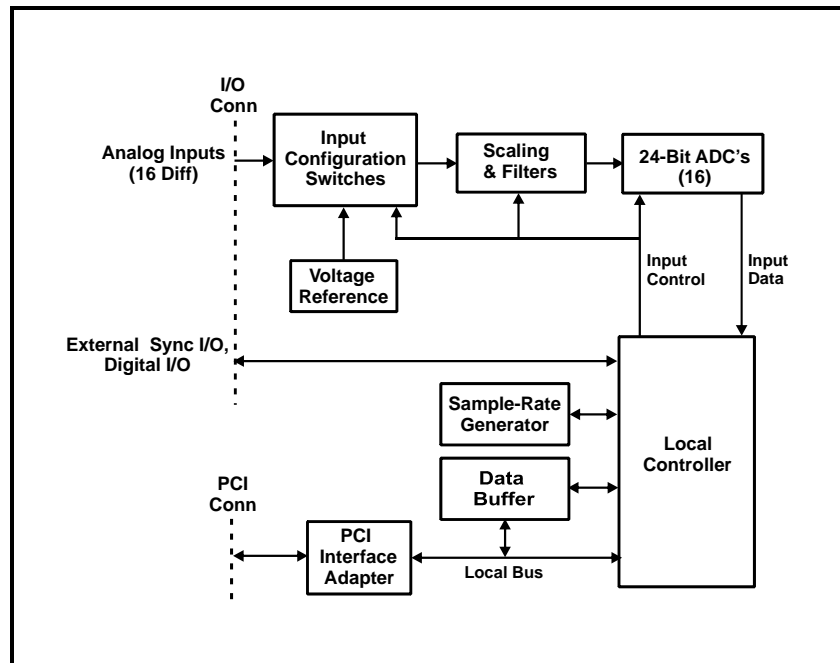 I/O
Conn
Analog Inputs
(16 Diff)
Input
Configuration
Switches
Scaling
& Filters
24-Bit ADC's
(16)
Voltage
Reference
Input
Control
Input
Data
External Sync I/O,
Digital I/O
Sample-Rate
Generator
Local
Controller
Data
Buffer
PCI
Conn
PCI
Interface
Adapter
Local Bus